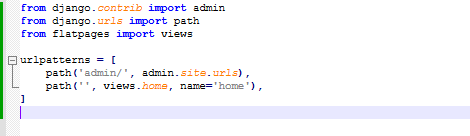 from django.contrib import admin
from django.urls import path
from flatpages import views
urlpatterns = [
    path('admin/', admin.site.urls),
    path('', views.home, name='home'),
]